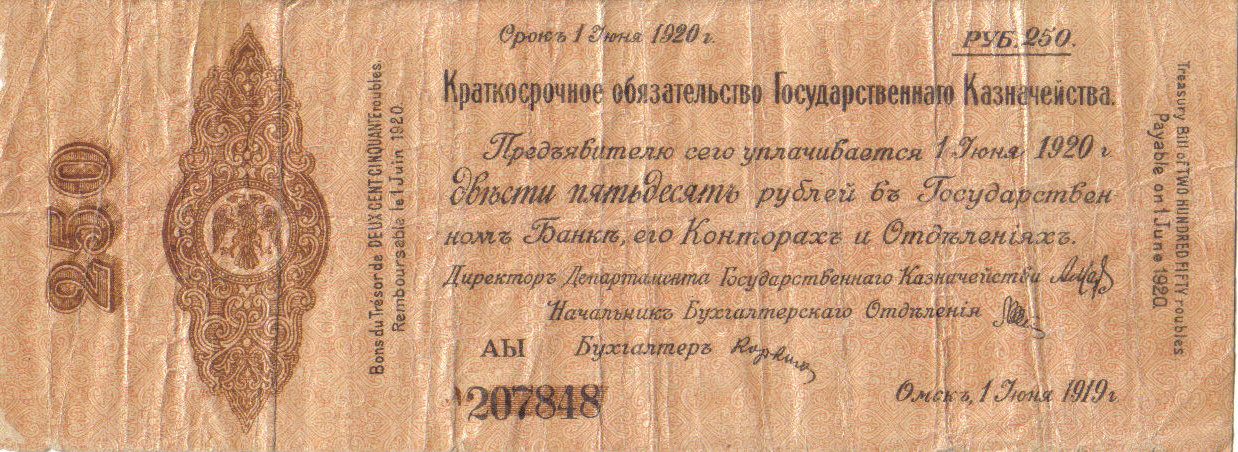 250
Bons du Trésor de DEUX CENT CINQUANTE roubles.
Remboursable le 1 Juin 1920.
Срокъ 1 Іюня 1920 г.
РУБ. 250.
Краткосрочное обязательство Государственнаго Казначейства.
Предъявителю сего уплачивается 1 Іюня 1920 г
двѣсти пятьдесятъ рублей въ Государствен
номъ Банкѣ, его Конторахъ и Отдѣленіяхъ.
Директоръ Департамента Государственнаго Казначейства
Начальникъ Бухгалтерскаго Отдѣленія
АЫ Бухгалтеръ
207848
Омскъ, 1 Іюня 1919 г
Treasury Bill of TWO HUNDRED FIFTY roubles
Payable on 1 June 1920.